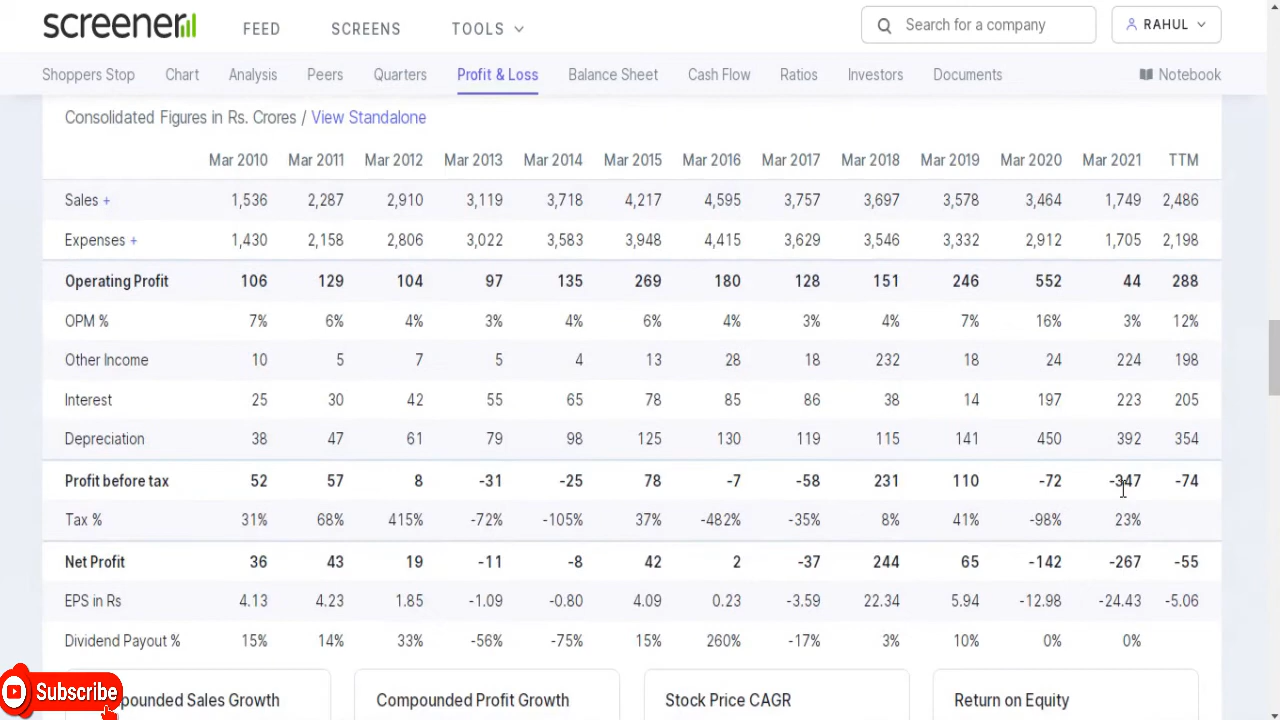 screener FEED SCREENS TOOLS Search for a company RAHUL
Shoppers Stop Chart Analysis Peers Quarters Profit & Loss Balance Sheet Cash Flow Ratios Investors Documents Notebook
Consolidated Figures in Rs. Crores / View Standalone
Mar 2010 Mar 2011 Mar 2012 Mar 2013 Mar 2014 Mar 2015 Mar 2016 Mar 2017 Mar 2018 Mar 2019 Mar 2020 Mar 2021 TTM
Sales + 1,536 2,287 2,910 3,119 3,718 4,217 4,595 3,757 3,697 3,578 3,464 1,749 2,486
Expenses + 1,430 2,158 2,806 3,022 3,583 3,948 4,415 3,629 3,546 3,332 2,912 1,705 2,198
Operating Profit 106 129 104 97 135 269 180 128 151 246 552 44 288
OPM % 7% 6% 4% 3% 4% 6% 4% 3% 4% 7% 16% 3% 12%
Other Income 10 5 7 5 4 13 28 18 232 18 24 224 198
Interest 25 30 42 55 65 78 85 86 38 14 197 223 205
Depreciation 38 47 61 79 98 125 130 119 115 141 450 392 354
Profit before tax 52 57 8 -31 -25 78 -7 -58 231 110 -72 -347 -74
Tax % 31% 68% 415% -72% -105% 37% -482% -35% 8% 41% -98% 23%
Net Profit 36 43 19 -11 -8 42 2 -37 244 65 -142 -267 -55
EPS in Rs 4.13 4.23 1.85 -1.09 -0.80 4.09 0.23 -3.59 22.34 5.94 -12.98 -24.43 -5.06
Dividend Payout % 15% 14% 33% -56% -75% 15% 260% -17% 3% 10% 0% 0%
Subscribe pounded Sales Growth Compounded Profit Growth Stock Price CAGR Return on Equity